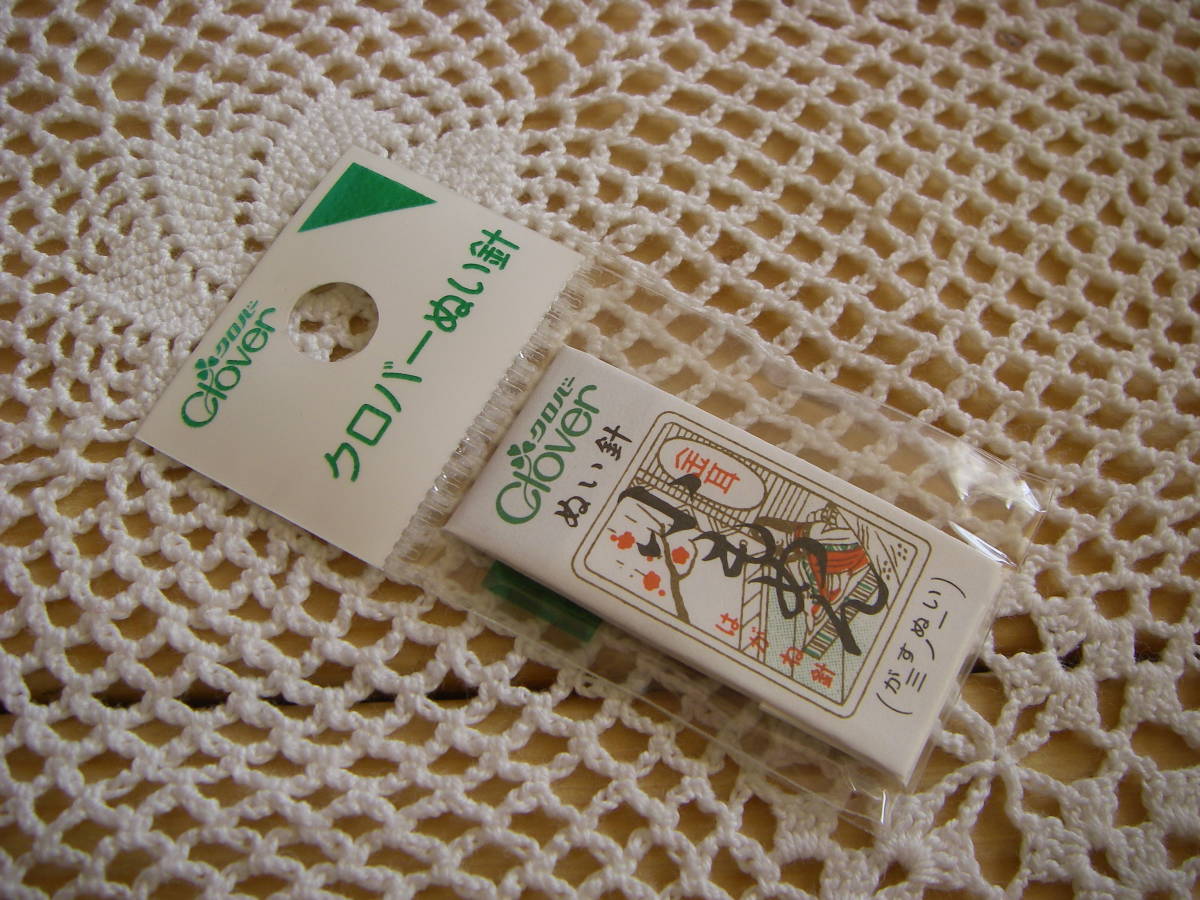 クロバー
Clover
クロバーぬい針
クロバー
Clover
ぬい針
金耳
はがね針
(がすぬい)
三ノ一